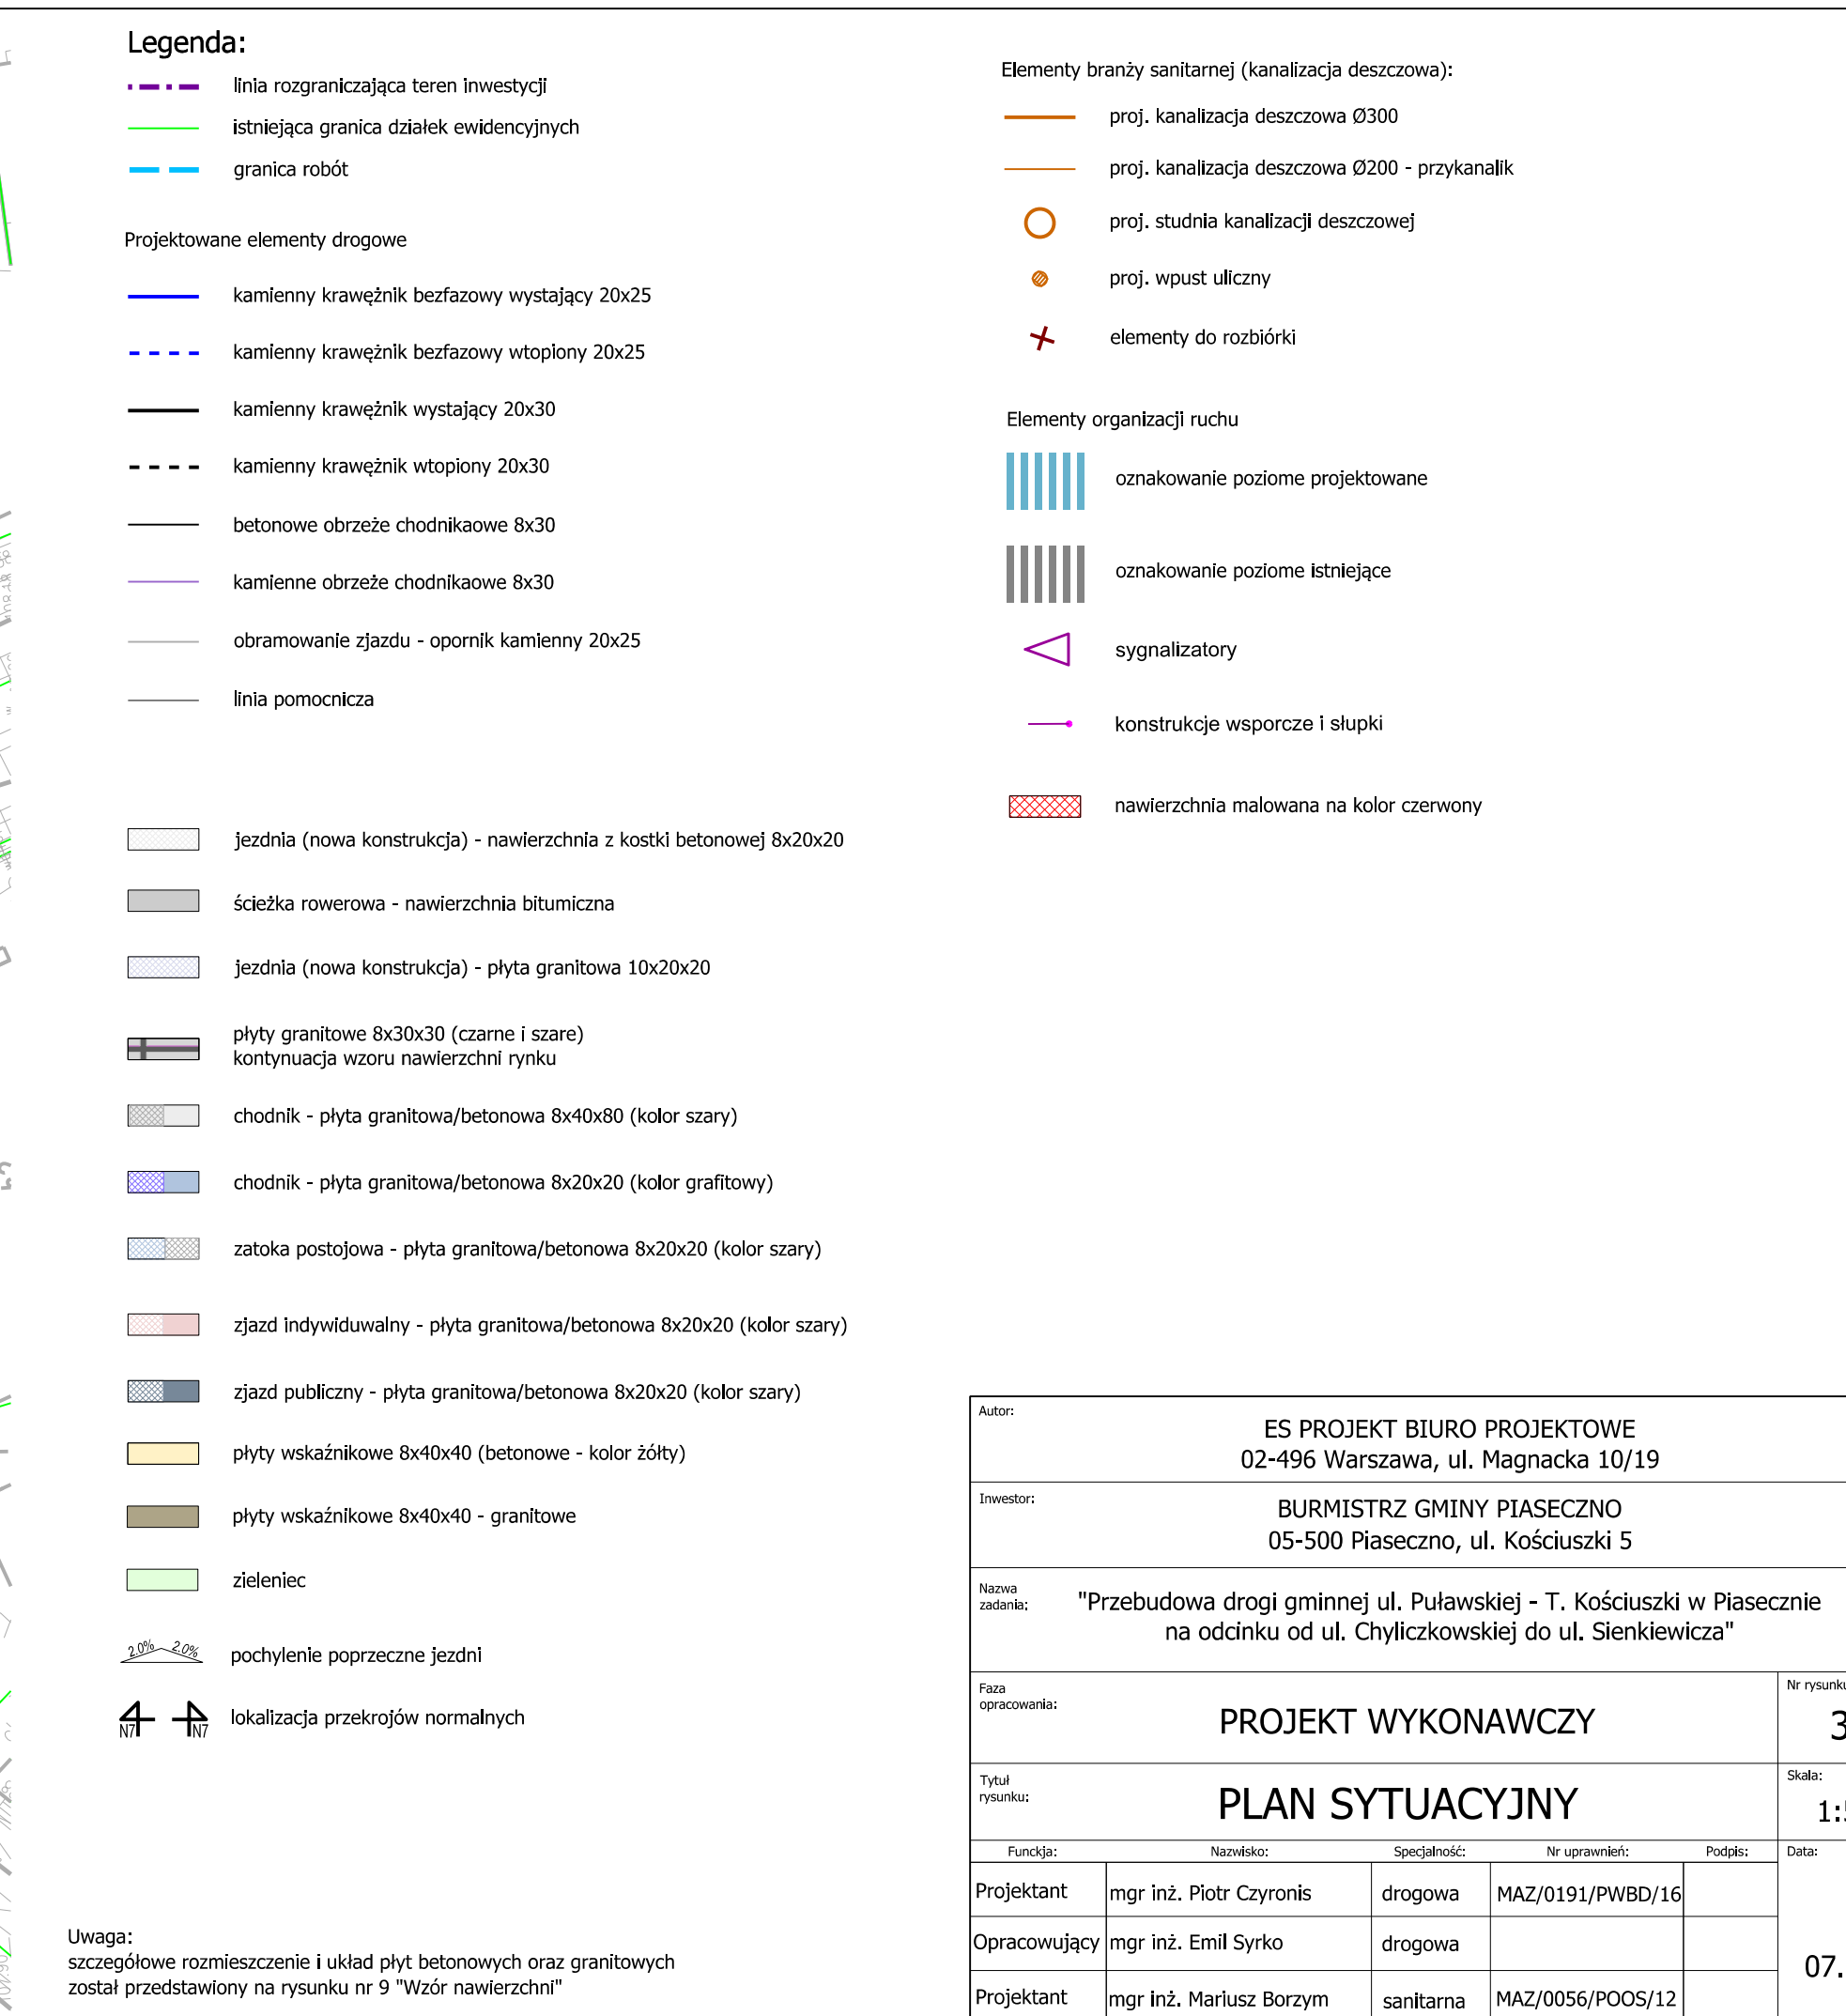 Legenda:
linia rozgraniczająca teren inwestycji
istniejąca granica działek ewidencyjnych
granica robót
Projektowane elementy drogowe
kamienny krawężnik bezfazowy wystający 20x25
kamienny krawężnik bezfazowy wtopiony 20x25
kamienny krawężnik wystający 20x30
kamienny krawężnik wtopiony 20x30
betonowe obrzeże chodnikaowe 8x30
kamienne obrzeże chodnikaowe 8x30
obramowanie zjazdu - opornik kamienny 20x25
linia pomocnicza
jezdnia (nowa konstrukcja) - nawierzchnia z kostki betonowej 8x20x20
ścieżka rowerowa - nawierzchnia bitumiczna
jezdnia (nowa konstrukcja) - płyta granitowa 10x20x20
płyty granitowe 8x30x30 (czarne i szare)
kontynuacja wzoru nawierzchni rynku
chodnik - płyta granitowa/betonowa 8x40x80 (kolor szary)
chodnik - płyta granitowa/betonowa 8x20x20 (kolor grafitowy)
zatoka postojowa - płyta granitowa/betonowa 8x20x20 (kolor szary)
zjazd indywiduwalny - płyta granitowa/betonowa 8x20x20 (kolor szary)
zjazd publiczny - płyta granitowa/betonowa 8x20x20 (kolor szary)
płyty wskaźnikowe 8x40x40 (betonowe - kolor żółty)
płyty wskaźnikowe 8x40x40 - granitowe
zieleniec
2.0% 2.0% pochylenie poprzeczne jezdni
N7 N7 lokalizacja przekrojów normalnych
Uwaga:
szczegółowe rozmieszczenie i układ płyt betonowych oraz granitowych
został przedstawiony na rysunku nr 9 "Wzór nawierzchni"
Elementy branży sanitarnej (kanalizacja deszczowa):
proj. kanalizacja deszczowa Ø300
proj. kanalizacja deszczowa Ø200 - przykanalik
proj. studnia kanalizacji deszczowej
proj. wpust uliczny
elementy do rozbiórki
Elementy organizacji ruchu
oznakowanie poziome projektowane
oznakowanie poziome istniejące
sygnalizatory
konstrukcje wsporcze i słupki
nawierzchnia malowana na kolor czerwony
Autor:
ES PROJEKT BIURO PROJEKTOWE
02-496 Warszawa, ul. Magnacka 10/19
Inwestor:
BURMISTRZ GMINY PIASECZNO
05-500 Piaseczno, ul. Kościuszki 5
Nazwa
zadania:
"Przebudowa drogi gminnej ul. Puławskiej - T. Kościuszki w Piasecznie
na odcinku od ul. Chyliczkowskiej do ul. Sienkiewicza"
Faza
opracowania:
PROJEKT WYKONAWCZY
Nr rysunku
3
Tytuł
rysunku:
PLAN SYTUACYJNY
Skala:
1:
Funckja: Nazwisko: Specjalność: Nr uprawnień: Podpis: Data:
Projektant mgr inż. Piotr Czyronis drogowa MAZ/0191/PWBD/16
Opracowujący mgr inż. Emil Syrko drogowa
07.
Projektant mgr inż. Mariusz Borzym sanitarna MAZ/0056/POOS/12